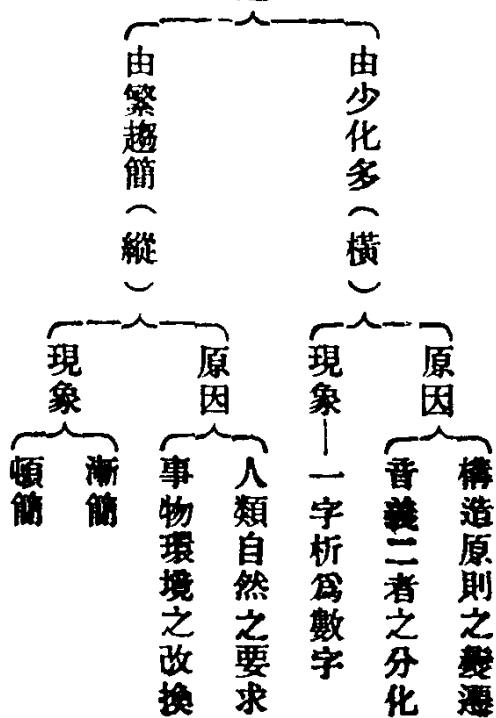 由少化多（橫）
原因
構造原則之變遷
音義二者之分化
現象—一字析爲數字
由繁趨簡（縱）
原因
人類自然之要求
事物環境之改換
現象
漸簡
頓簡